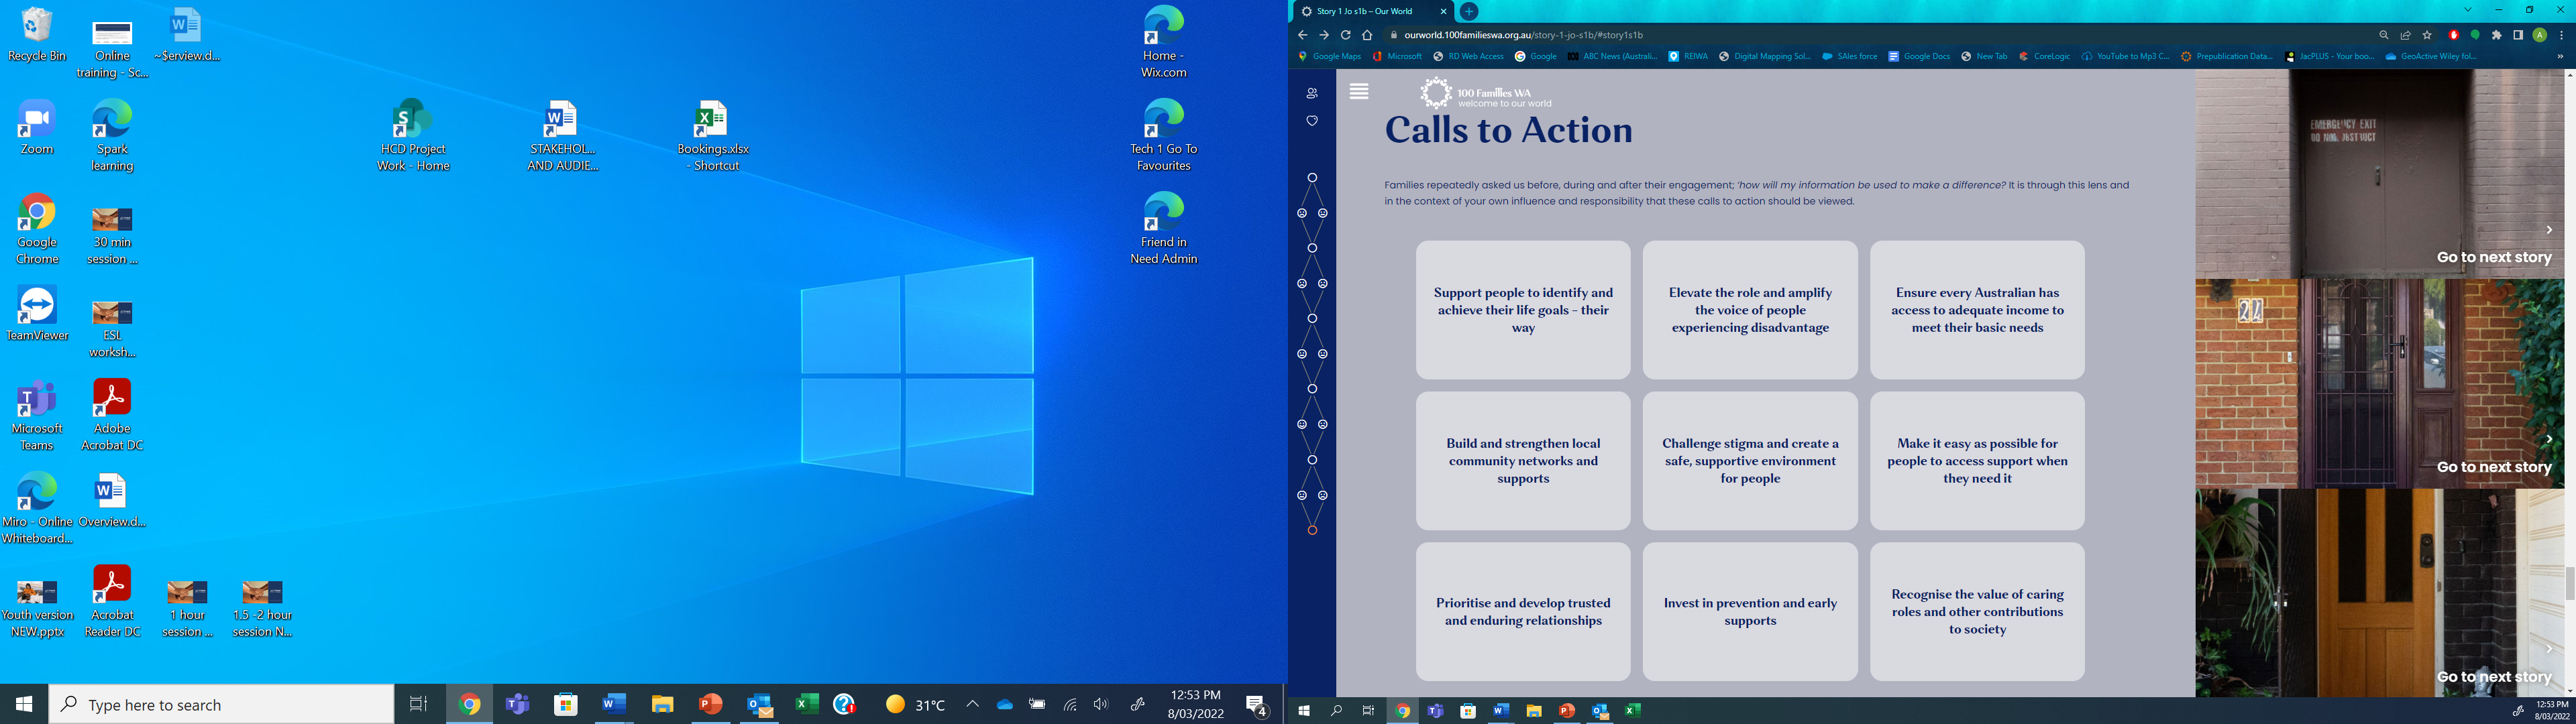 Recycle Bin
Online
training - Sc...
~$erview.d...
Zoom
Spark
learning
Google
Chrome
30 min
session ...
TeamViewer
ESL
worksh...
Microsoft
Teams
Adobe
Acrobat DC
Miro - Online
Whiteboard...
Overview.d...
Youth version
NEW.pptx
Acrobat
Reader DC
1 hour
session ...
1.5 -2 hour
session N...
HCD Project
Work - Home
STAKEHOL...
AND AUDIE...
Bookings.xlsx
- Shortcut
Home -
Wix.com
Tech 1 Go To
Favourites
Friend in
Need Admin
Type here to search
31°C
12:53 PM
8/03/2022
4
Story 1 Jo s1b – Our World
ourworld.100familieswa.org.au/story-1-jo-s1b/#story1s1b
Google Maps
Microsoft
RD Web Access
Google
ABC News (Australi...
REIWA
Digital Mapping Sol...
SAles force
Google Docs
New Tab
CoreLogic
YouTube to Mp3 C...
Prepublication Data...
JacPLUS - Your boo...
GeoActive Wiley fol...
100 Families WA
welcome to our world
Calls to Action
Families repeatedly asked us before, during and after their engagement; 'how will my information be used to make a difference? It is through this lens and
in the context of your own influence and responsibility that these calls to action should be viewed.
Support people to identify and
achieve their life goals – their
way
Elevate the role and amplify
the voice of people
experiencing disadvantage
Ensure every Australian has
access to adequate income to
meet their basic needs
Build and strengthen local
community networks and
supports
Challenge stigma and create a
safe, supportive environment
for people
Make it easy as possible for
people to access support when
they need it
Prioritise and develop trusted
and enduring relationships
Invest in prevention and early
supports
Recognise the value of caring
roles and other contributions
to society
EMERGENCY EXIT
Go to next story
24
Go to next story
Go to next story
12:53 PM
8/03/2022